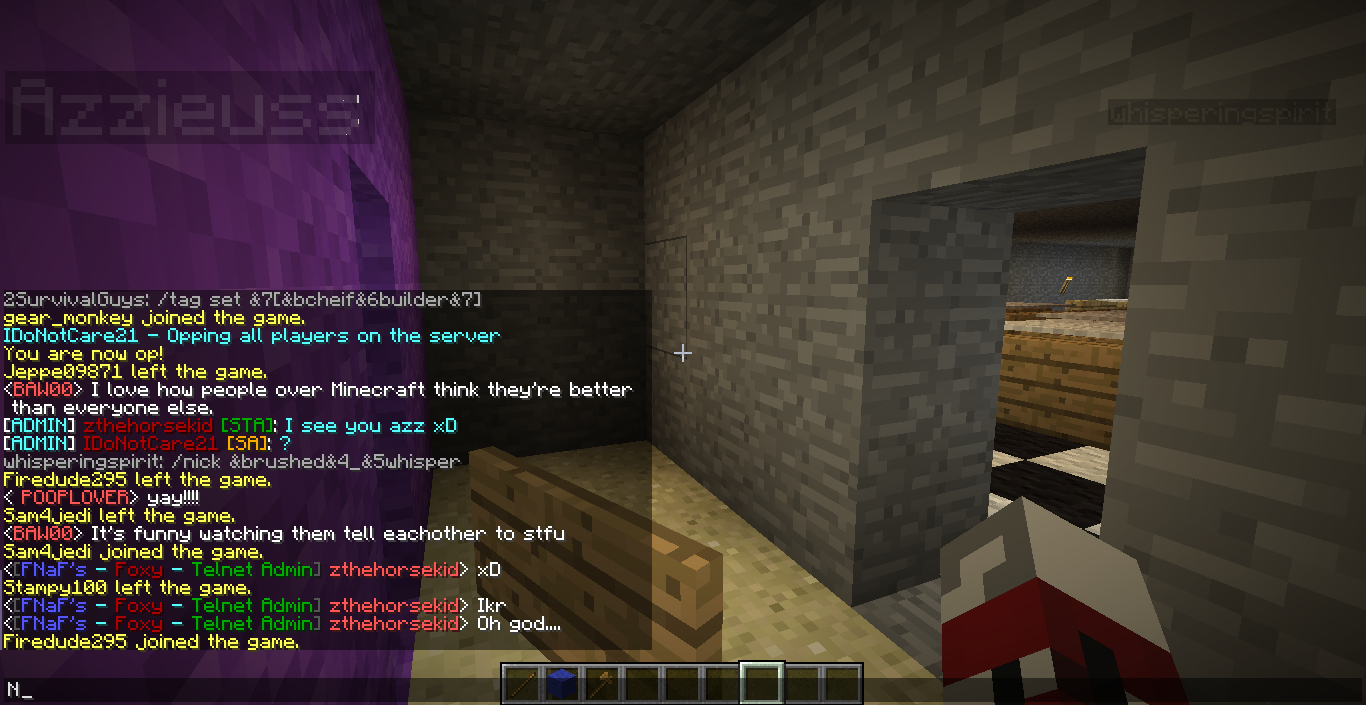 Azzieuss
whisperingspirit
2SurvivalGuys: /tag set &7[&bcheif&6builder&7]
gear_monkey joined the game.
IDoNotCare21 - Opping all players on the server
You are now op!
Jeppe09871 left the game.
<BAW00> I love how people over Minecraft think they're better
than everyone else.
[ADMIN] zthehorsekid [STA]: I see you azz xD
[ADMIN] IDoNotCare21 [SA]: ?
whisperingspirit: /nick &brushed&4_&5whisper
Firedude295 left the game.
< POOPLOVER> yay!!!!
Sam4jedi left the game.
<BAW00> It's funny watching them tell eachother to stfu
Sam4jedi joined the game.
<[FNaF's - Foxy - Telnet Admin] zthehorsekid> xD
Stampy100 left the game.
<[FNaF's - Foxy - Telnet Admin] zthehorsekid> Ikr
<[FNaF's - Foxy - Telnet Admin] zthehorsekid> Oh god....
Firedude295 joined the game.
N_